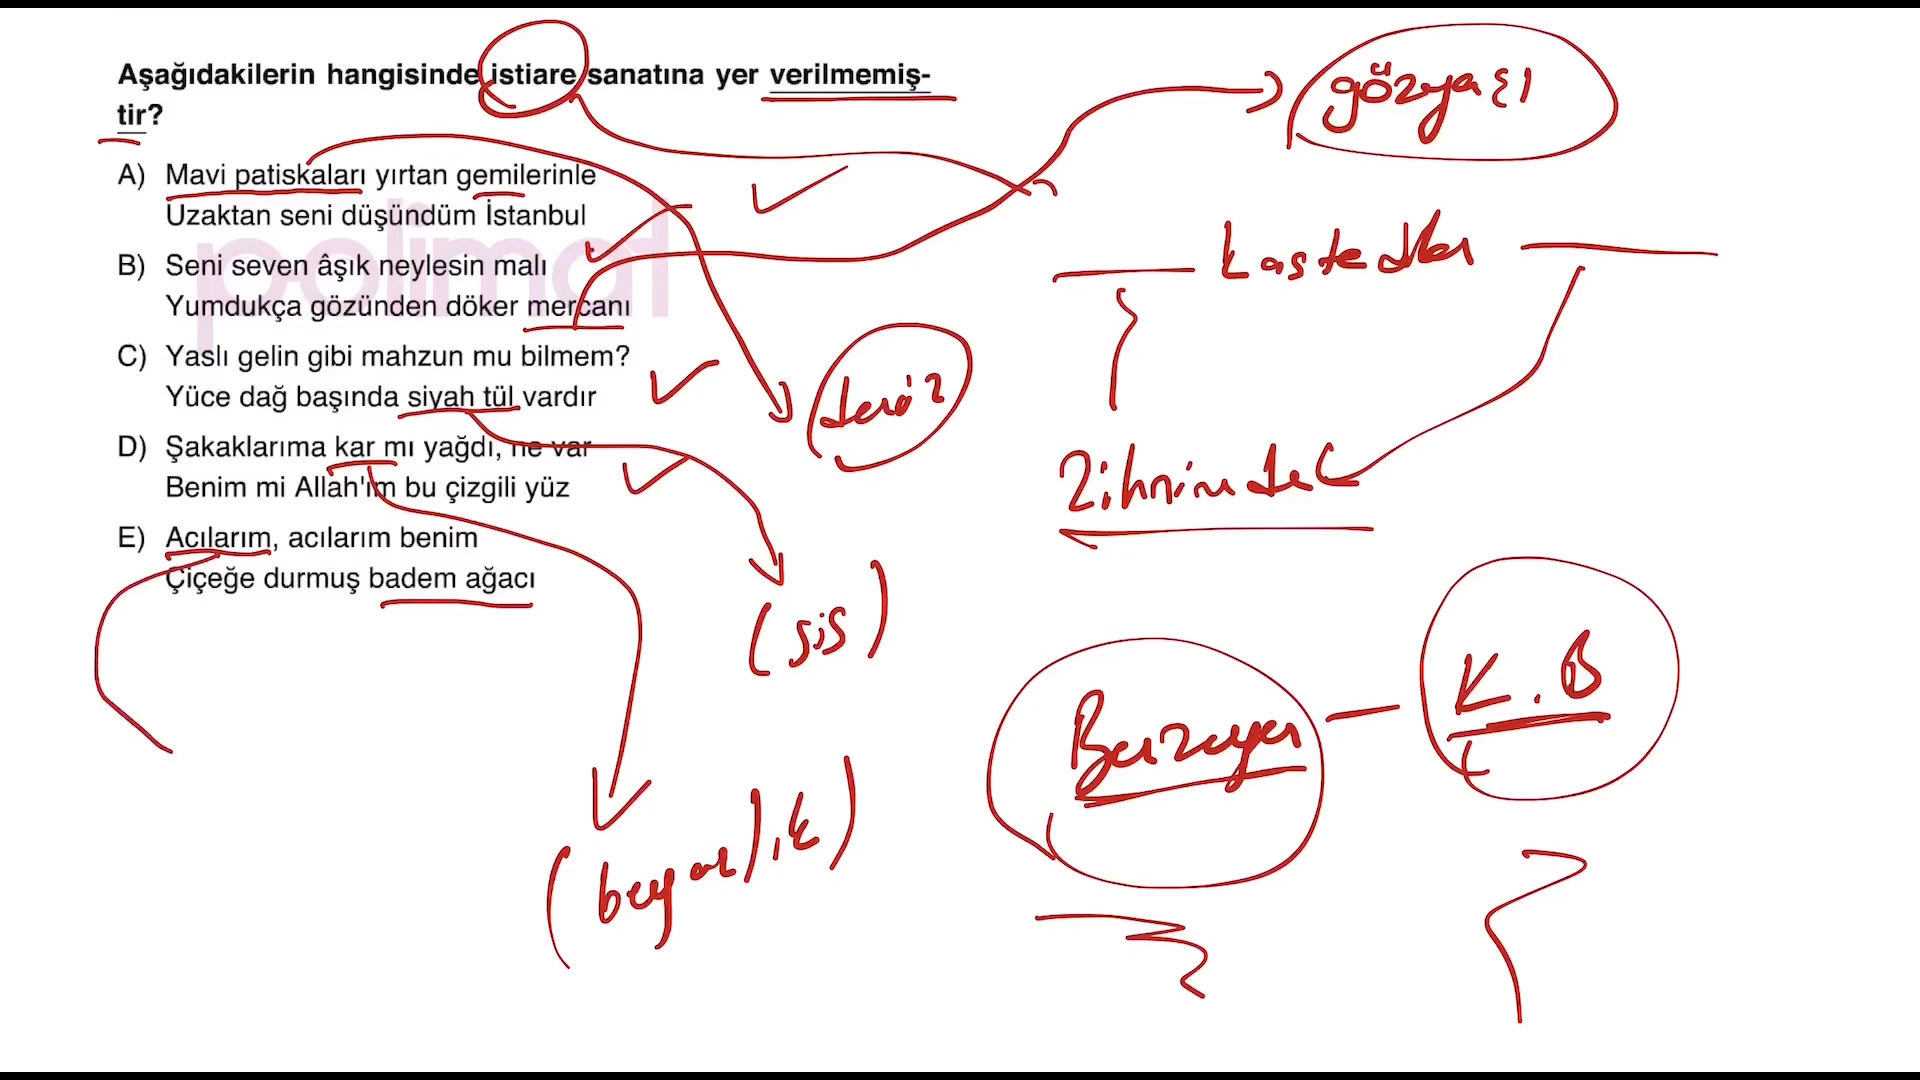 Aşağıdakilerin hangisinde istiare sanatına yer verilmemiş-
tir?
A) Mavi patiskaları yırtan gemilerinle
Uzaktan seni düşündüm İstanbul
B) Seni seven âşık neylesin malı
Yumdukça gözünden döker mercanı
C) Yaslı gelin gibi mahzun mu bilmem?
Yüce dağ başında siyah tül vardır
D) Şakaklarıma kar mı yağdı, ne var
Benim mi Allah'ım bu çizgili yüz
E) Acılarım, acılarım benim
Çiçeğe durmuş badem ağacı
polimat
gözyaşı
kastedilen
deniz
Zihnindeki
(sis)
Benzeyen — K.B
(beyazlık)